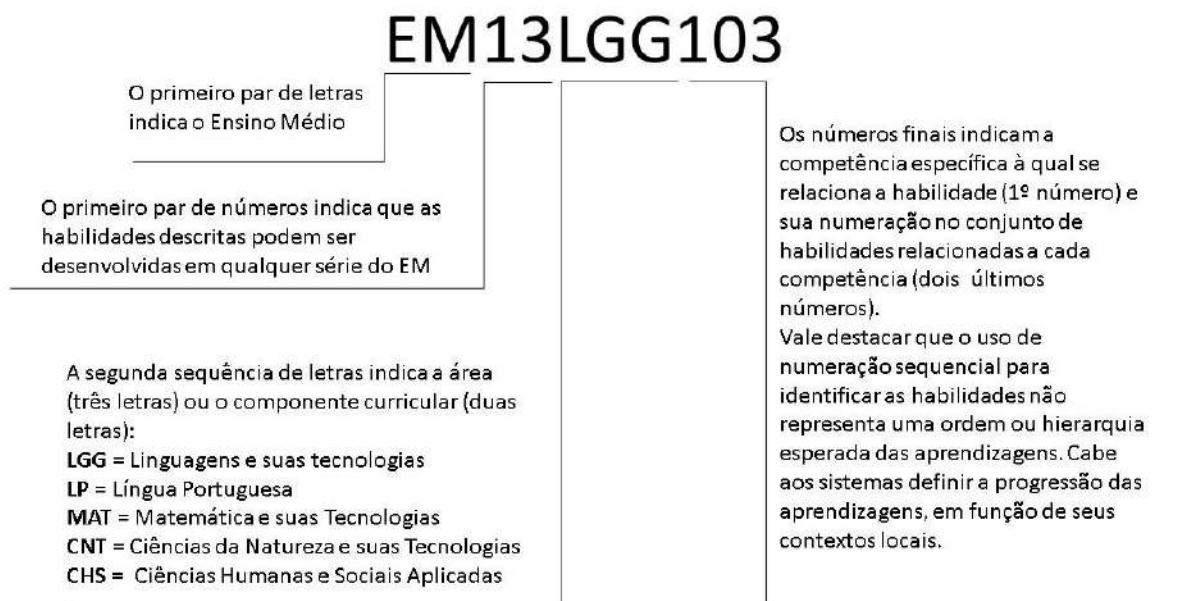 EM13LGG103
O primeiro par de letras
indica o Ensino Médio
O primeiro par de números indica que as
habilidades descritas podem ser
desenvolvidas em qualquer série do EM
A segunda sequência de letras indica a área
(três letras) ou o componente curricular (duas
letras):
LGG = Linguagens e suas tecnologias
LP = Língua Portuguesa
MAT = Matemática e suas Tecnologias
CNT = Ciências da Natureza e suas Tecnologias
CHS = Ciências Humanas e Sociais Aplicadas
Os números finais indicam a
competência específica à qual se
relaciona a habilidade (1º número) e
sua numeração no conjunto de
habilidades relacionadas a cada
competência (dois últimos
números).
Vale destacar que o uso de
numeração sequencial para
identificar as habilidades não
representa uma ordem ou hierarquia
esperada das aprendizagens. Cabe
aos sistemas definir a progressão das
aprendizagens, em função de seus
contextos locais.